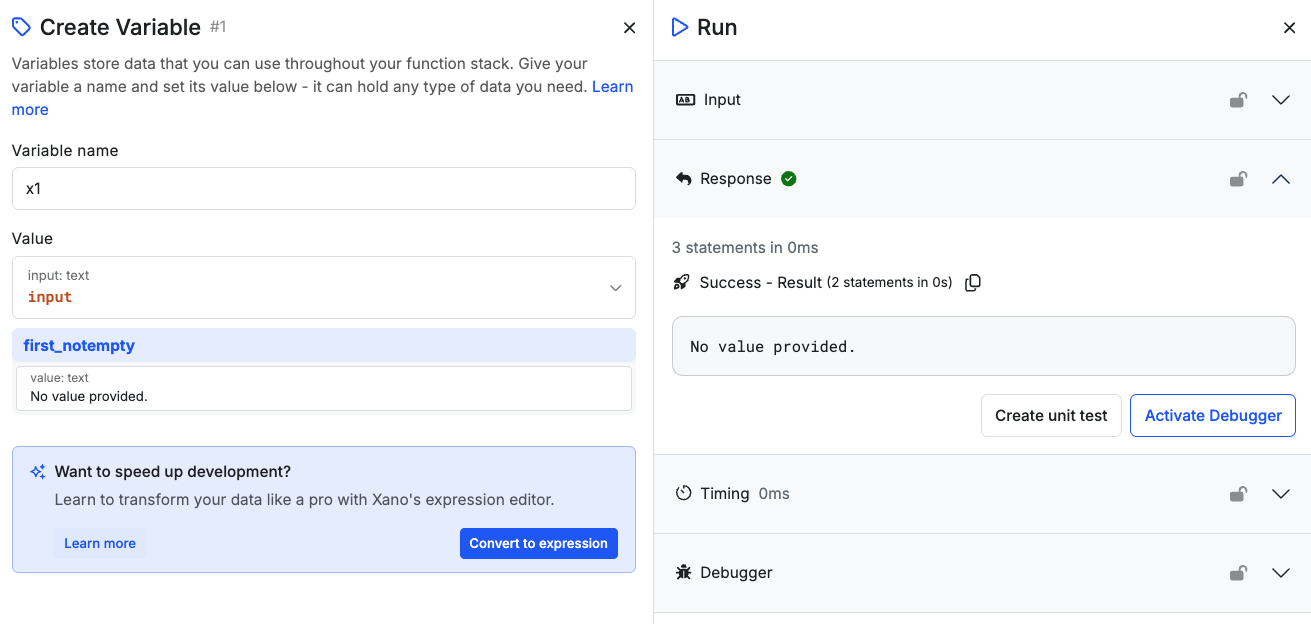 Create Variable #1
Variables store data that you can use throughout your function stack. Give your
variable a name and set its value below - it can hold any type of data you need. Learn
more
Variable name
x1
Value
input: text
input
first_notempty
value: text
No value provided.
Want to speed up development?
Learn to transform your data like a pro with Xano's expression editor.
Learn more
Convert to expression
Run
Input
Response
3 statements in 0ms
Success - Result (2 statements in 0s)
No value provided.
Create unit test
Activate Debugger
Timing 0ms
Debugger